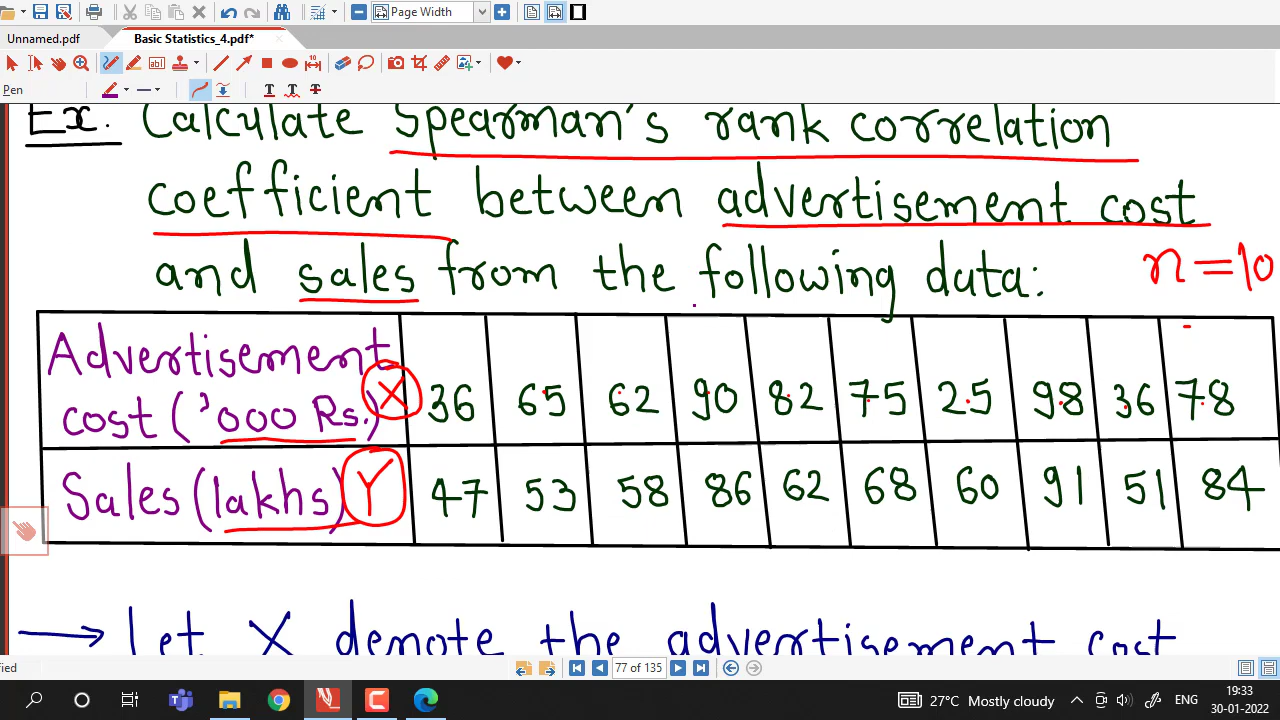 Page Width
Unnamed.pdf
Basic Statistics_4.pdf*
Pen
Ex. Calculate Spearman's rank correlation
coefficient between advertisement cost
and sales from the following data:
n=10
Advertisement
cost ('000 Rs.) X 36 65 62 90 82 75 25 98 36 78
Sales (lakhs) Y 47 53 58 86 62 68 60 91 51 84
→ Let X denote the advertisement cost
fied
77 of 135
27°C Mostly cloudy
ENG
19:33
30-01-2022